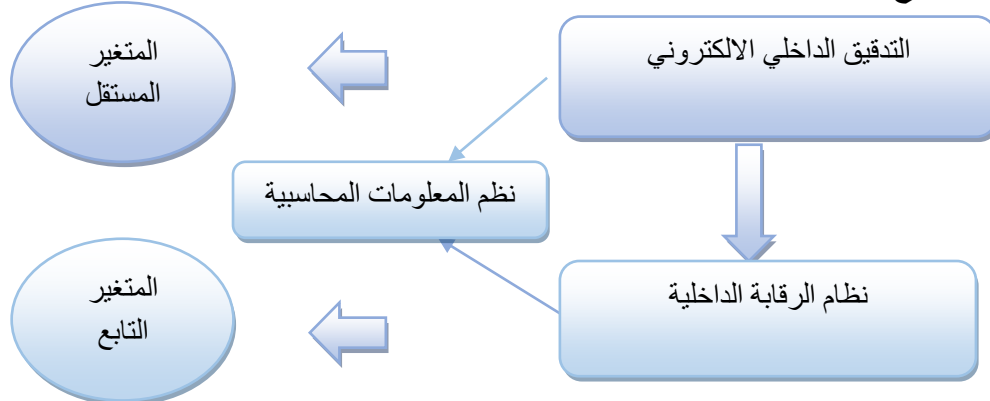 التدقيق الداخلي الالكتروني
المتغير
المستقل
نظم المعلومات المحاسبية
نظام الرقابة الداخلية
المتغير
التابع